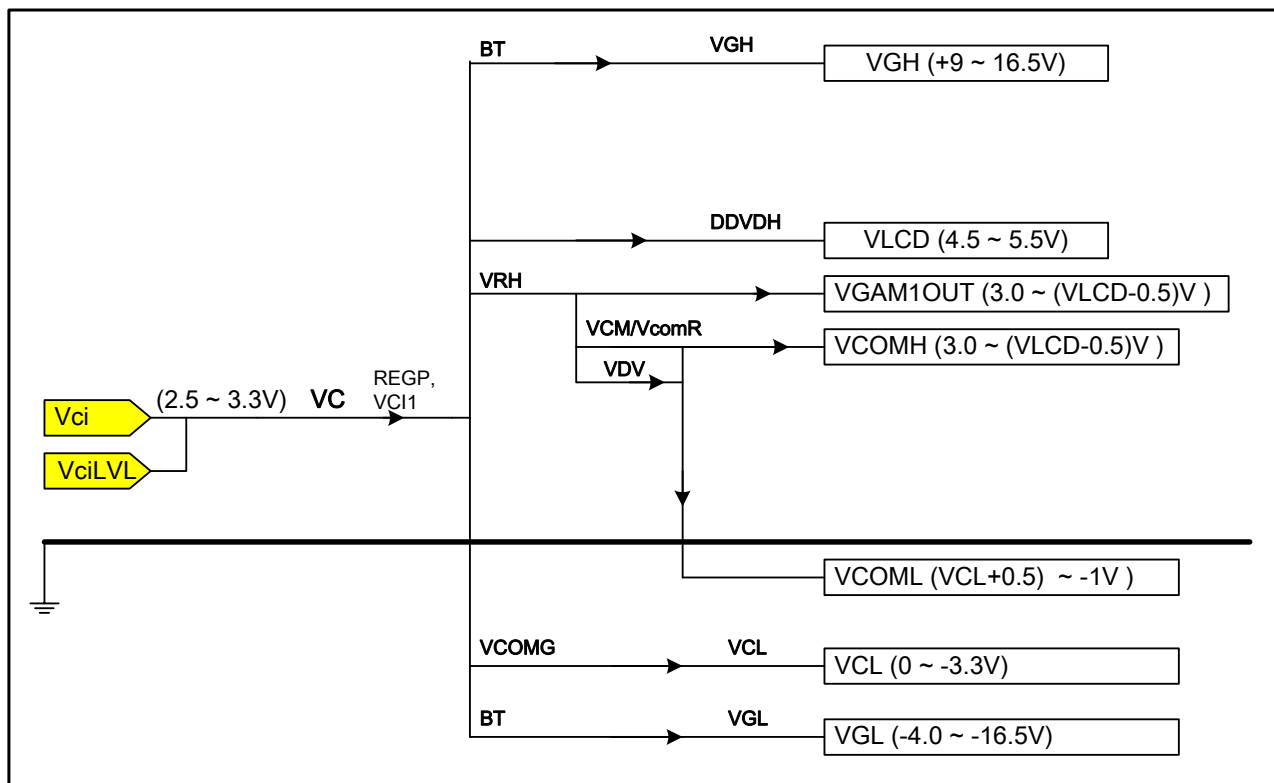 BT
VGH
VGH (+9 ~ 16.5V)
DDVDH
VLCD (4.5 ~ 5.5V)
VRH
VGAM1OUT (3.0 ~ (VLCD-0.5)V )
VCM/VcomR
VCOMH (3.0 ~ (VLCD-0.5)V )
VDV
REGP,
VCI1
(2.5 ~ 3.3V)
VC
Vci
VciLVL
VCOML (VCL+0.5) ~ -1V )
VCOMG
VCL
VCL (0 ~ -3.3V)
BT
VGL
VGL (-4.0 ~ -16.5V)